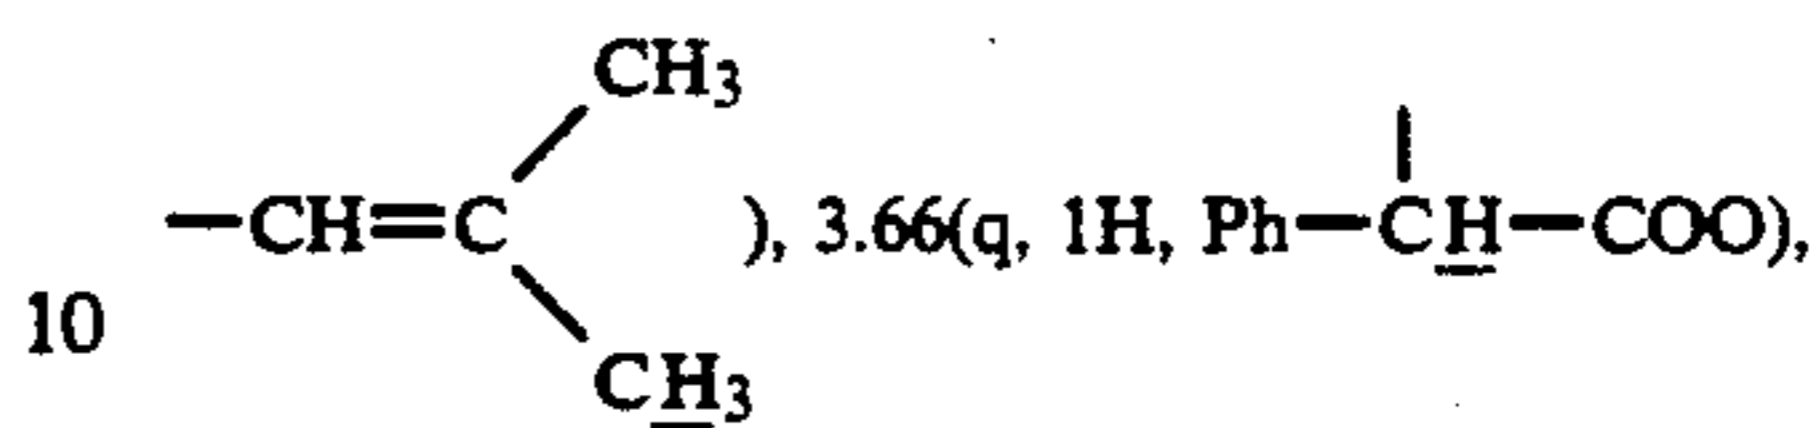 CH3
—CH=C ), 3.66(q, 1H, Ph—CH—COO),
10
CH3